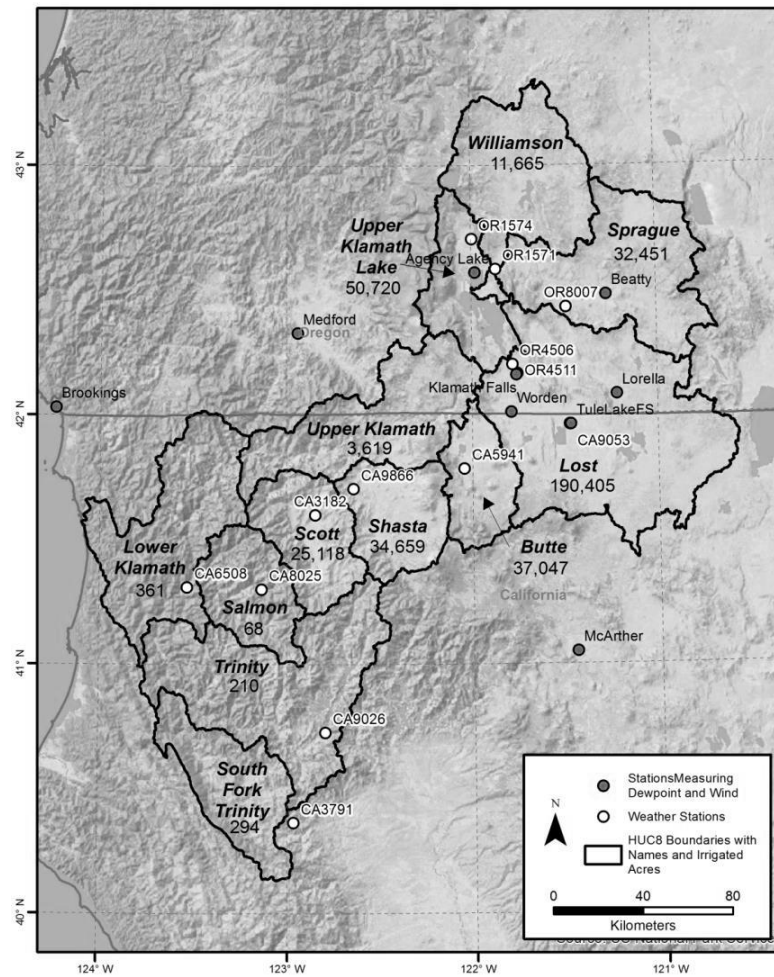 43° N
42° N
41° N
40° N
124° W
123° W
122° W
121° W
Williamson
11,665
Sprague
32,451
Upper
Klamath
Lake
50,720
OR1574
Agency Lake
OR1571
OR8007
Beatty
Medford
Oregon
OR4506
OR4511
Klamath Falls
Brookings
Worden
Lorella
TuleLakeFS
CA9053
Upper Klamath
3,619
CA9866
CA5941
Lost
190,405
CA3182
Scott
25,118
Shasta
34,659
Butte
37,047
Lower
Klamath
361
CA6508
CA8025
Salmon
68
California
McArther
Trinity
210
CA9026
South
Fork
Trinity
294
CA3791
N
StationsMeasuring
Dewpoint and Wind
Weather Stations
HUC8 Boundaries with
Names and Irrigated
Acres
0 40 80
Kilometers